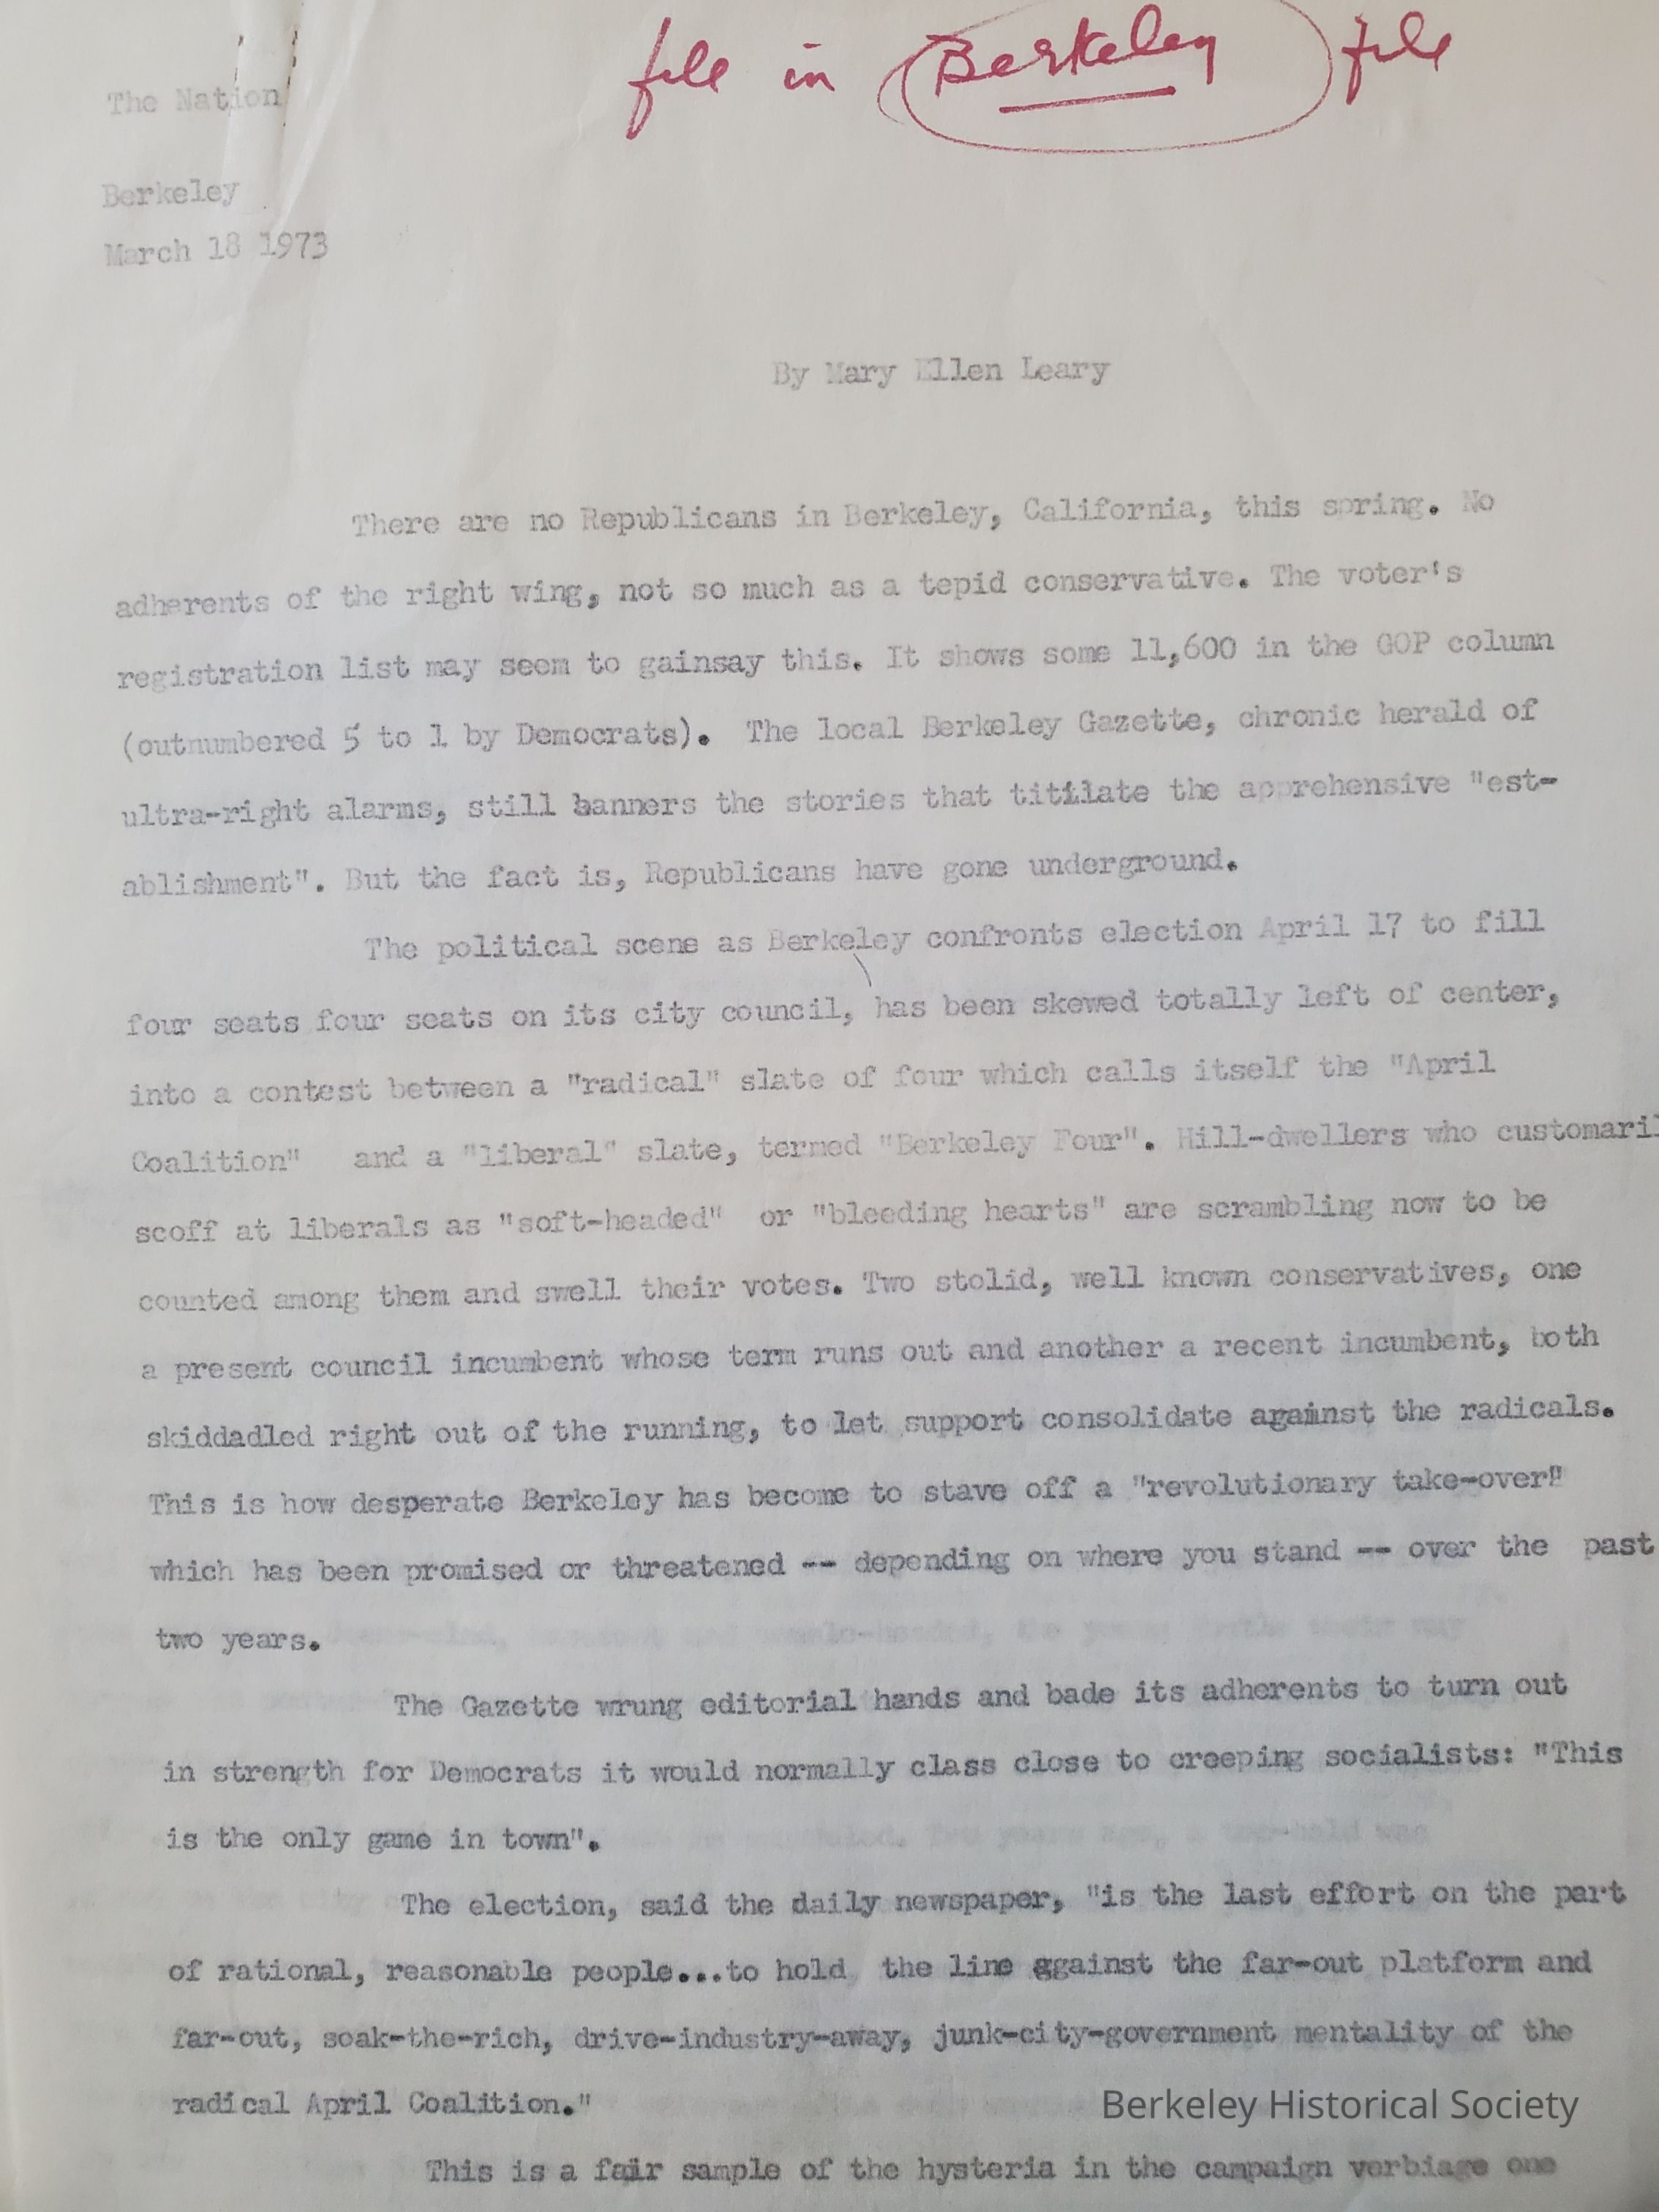 file in Berkeley file
The Nation
Berkeley
March 18 1973
By Mary Ellen Leary
There are no Republicans in Berkeley, California, this spring. No
adherents of the right wing, not so much as a tepid conservative. The voter's
registration list may seem to gainsay this. It shows some 11,600 in the GOP column
(outnumbered 5 to 1 by Democrats). The local Berkeley Gazette, chronic herald of
ultra-right alarms, still banners the stories that titilate the apprehensive "est-
ablishment". But the fact is, Republicans have gone underground.
The political scene as Berkeley confronts election April 17 to fill
four seats four seats on its city council, has been skewed totally left of center,
into a contest between a "radical" slate of four which calls itself the "April
Coalition" and a "liberal" slate, termed "Berkeley Four". Hill-dwellers who customaril
scoff at liberals as "soft-headed" or "bleeding hearts" are scrambling now to be
counted among them and swell their votes. Two stolid, well known conservatives, one
a present council incumbent whose term runs out and another a recent incumbent, both
skiddadled right out of the running, to let support consolidate against the radicals.
This is how desperate Berkeley has become to stave off a "revolutionary take-over"
which has been promised or threatened -- depending on where you stand -- over the past
two years.
The Gazette wrung editorial hands and bade its adherents to turn out
in strength for Democrats it would normally class close to creeping socialists: "This
is the only game in town".
The election, said the daily newspaper, "is the last effort on the part
of rational, reasonable people...to hold the line against the far-out platform and
far-out, soak-the-rich, drive-industry-away, junk-city-government mentality of the
radical April Coalition."
Berkeley Historical Society
This is a fair sample of the hysteria in the campaign verbiage one